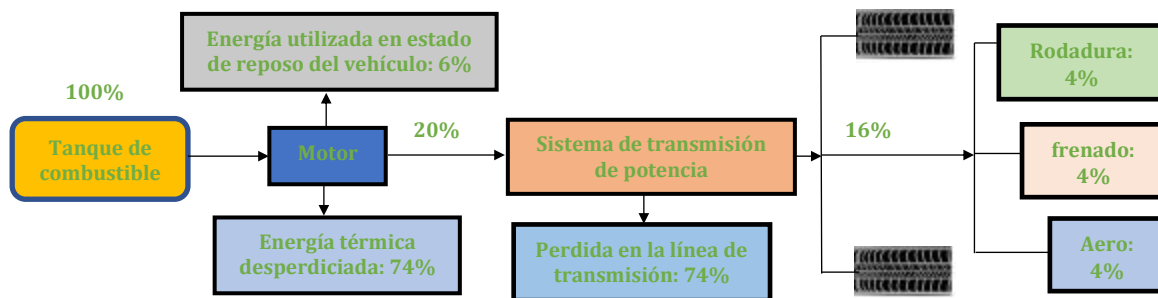 Energía utilizada en estado
de reposo del vehículo: 6%
100%
Tanque de
combustible
Motor
20%
Energía térmica
desperdiciada: 74%
Sistema de transmisión
de potencia
Perdida en la línea de
transmisión: 74%
16%
Rodadura:
4%
frenado:
4%
Aero:
4%